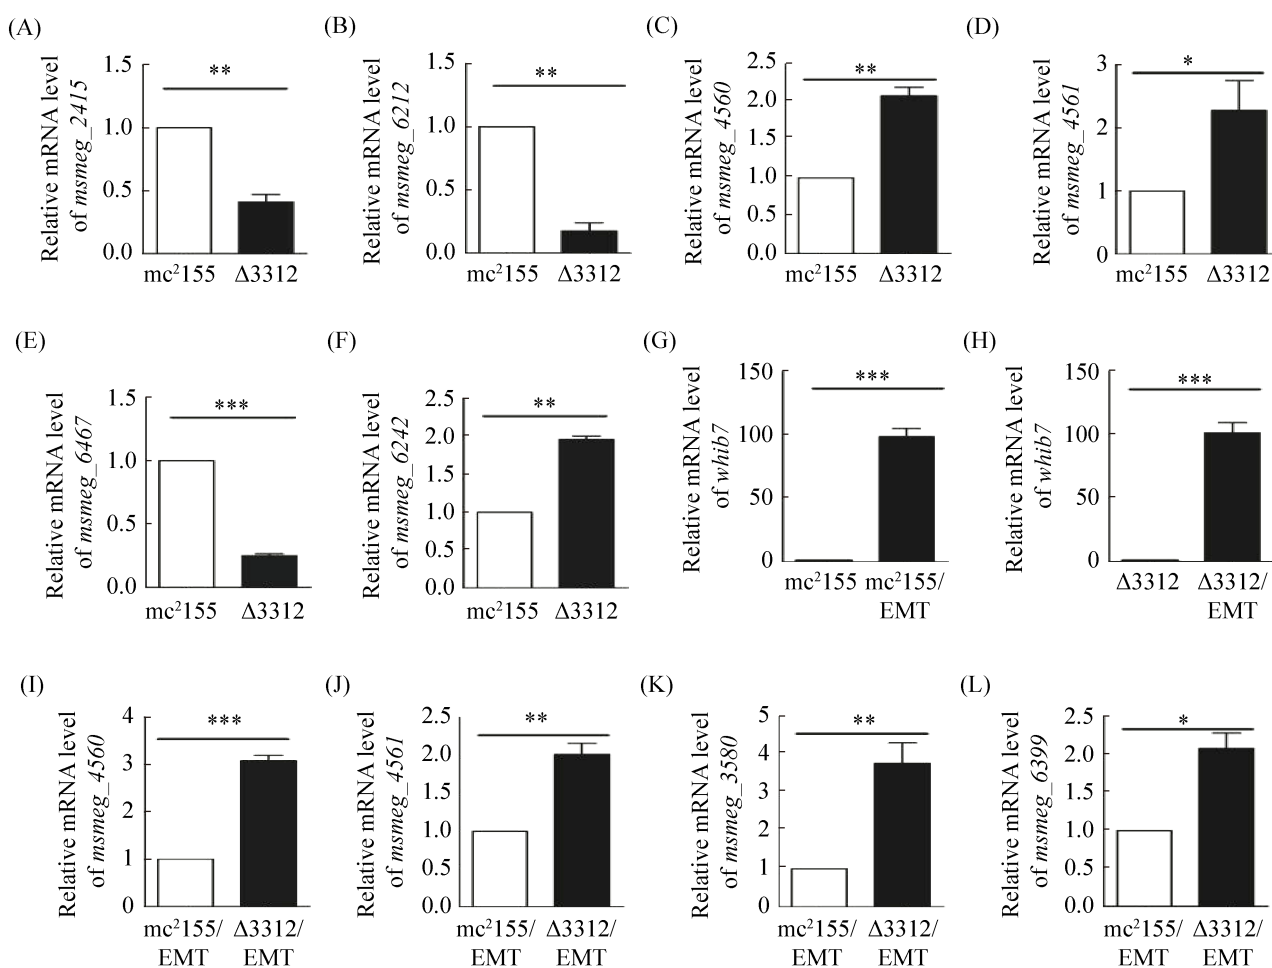 (A)
Relative mRNA level
of msmeg_2415
1.5
1.0
0.5
0.0
**
mc²155 Δ3312
(B)
Relative mRNA level
of msmeg_6212
1.5
1.0
0.5
0.0
**
mc²155 Δ3312
(C)
Relative mRNA level
of msmeg_4560
2.5
2.0
1.5
1.0
0.5
0.0
**
mc²155 Δ3312
(D)
Relative mRNA level
of msmeg_4561
3
2
1
0
*
mc²155 Δ3312
(E)
Relative mRNA level
of msmeg_6467
1.5
1.0
0.5
0.0
***
mc²155 Δ3312
(F)
Relative mRNA level
of msmeg_6242
2.5
2.0
1.5
1.0
0.5
0.0
**
mc²155 Δ3312
(G)
Relative mRNA level
of whib7
150
100
50
0
***
mc²155 mc²155/
EMT
(H)
Relative mRNA level
of whib7
150
100
50
0
***
Δ3312 Δ3312/
EMT
(I)
Relative mRNA level
of msmeg_4560
4
3
2
1
0
***
mc²155/ Δ3312/
EMT EMT
(J)
Relative mRNA level
of msmeg_4561
2.5
2.0
1.5
1.0
0.5
0.0
**
mc²155/ Δ3312/
EMT EMT
(K)
Relative mRNA level
of msmeg_3580
5
4
3
2
1
0
**
mc²155/ Δ3312/
EMT EMT
(L)
Relative mRNA level
of msmeg_6399
2.5
2.0
1.5
1.0
0.5
0.0
*
mc²155/ Δ3312/
EMT EMT